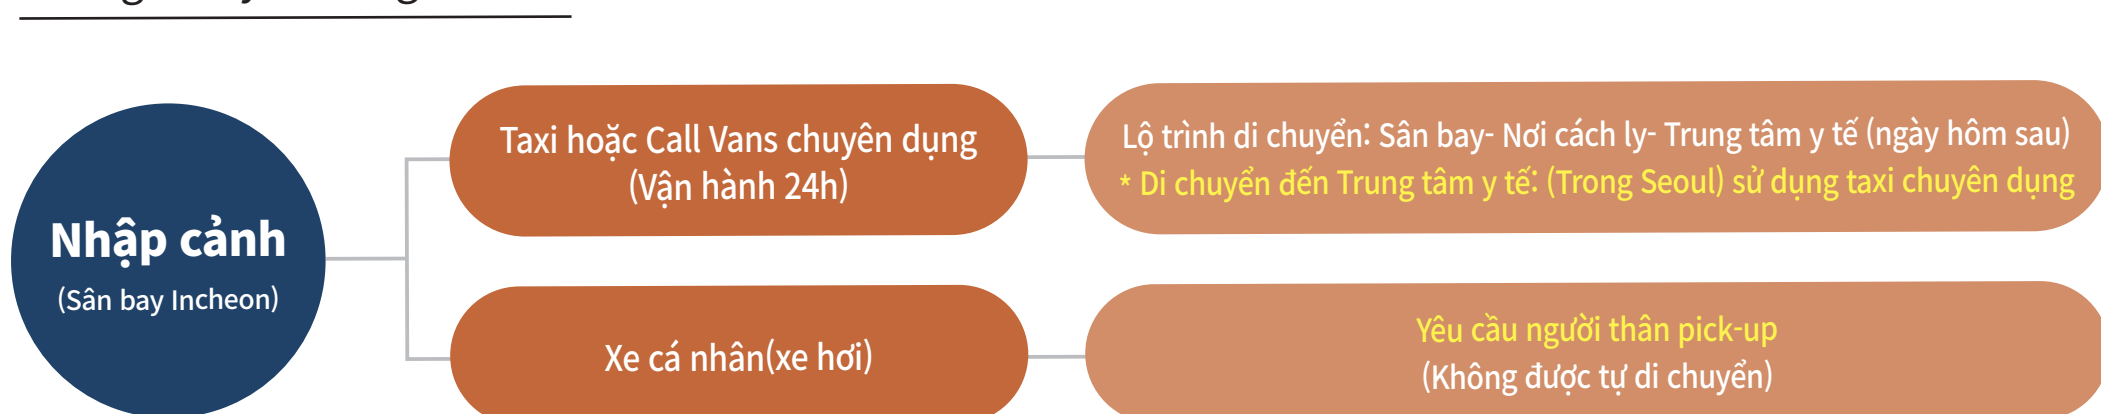 Nhập cảnh
(Sân bay Incheon)
Taxi hoặc Call Vans chuyên dụng
(Vận hành 24h)
Lộ trình di chuyển: Sân bay- Nơi cách ly- Trung tâm y tế (ngày hôm sau)
* Di chuyển đến Trung tâm y tế: (Trong Seoul) sử dụng taxi chuyên dụng
Xe cá nhân(xe hơi)
Yêu cầu người thân pick-up
(Không được tự di chuyển)